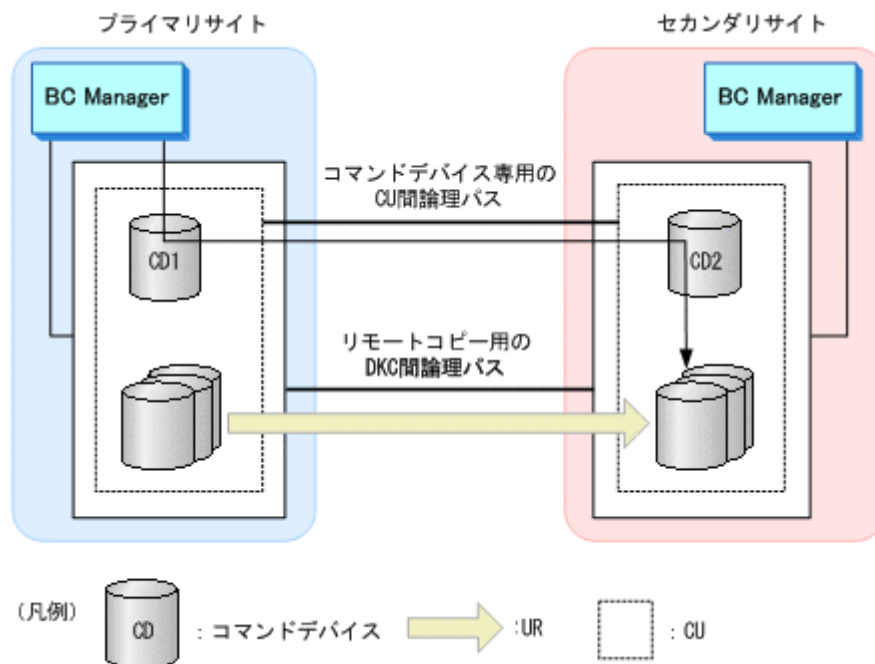 プライマリサイト
セカンダリサイト
BC Manager
BC Manager
コマンドデバイス専用の
CU間論理パス
CD1
CD2
リモートコピー用の
DKC間論理パス
(凡例)
CD
：コマンドデバイス
:UR
：CU